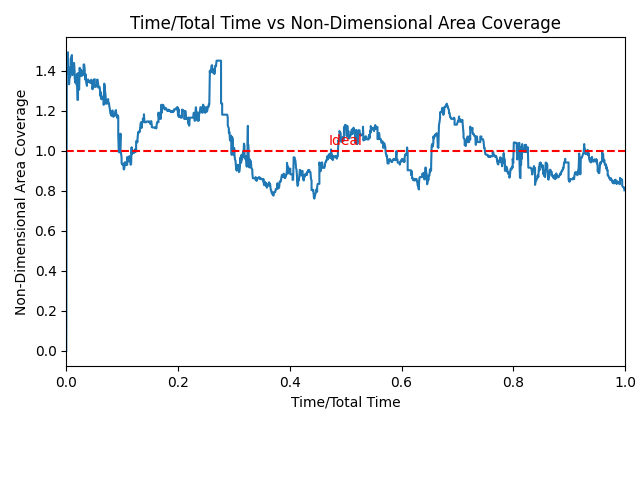 Time/Total Time vs Non-Dimensional Area Coverage
Non-Dimensional Area Coverage
1.4
1.2
1.0
0.8
0.6
0.4
0.2
0.0
Ideal
0.0 0.2 0.4 0.6 0.8 1.0
Time/Total Time